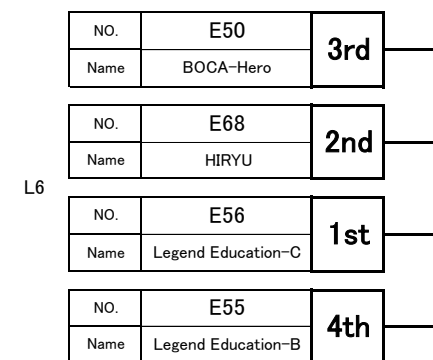 NO. E50
3rd
Name BOCA-Hero
NO. E68
2nd
Name HIRYU
L6
NO. E56
1st
Name Legend Education-C
NO. E55
4th
Name Legend Education-B